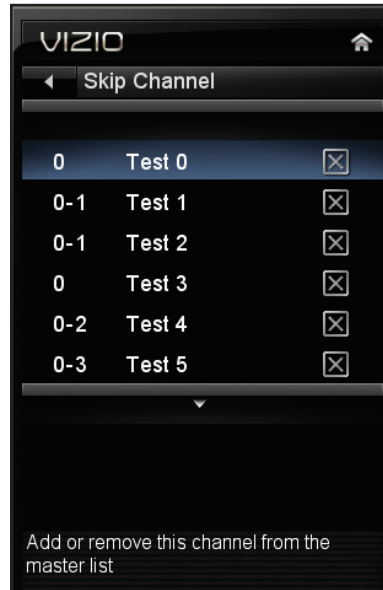 VIZIO
Skip Channel
0 Test 0
0-1 Test 1
0-1 Test 2
0 Test 3
0-2 Test 4
0-3 Test 5
Add or remove this channel from the
master list